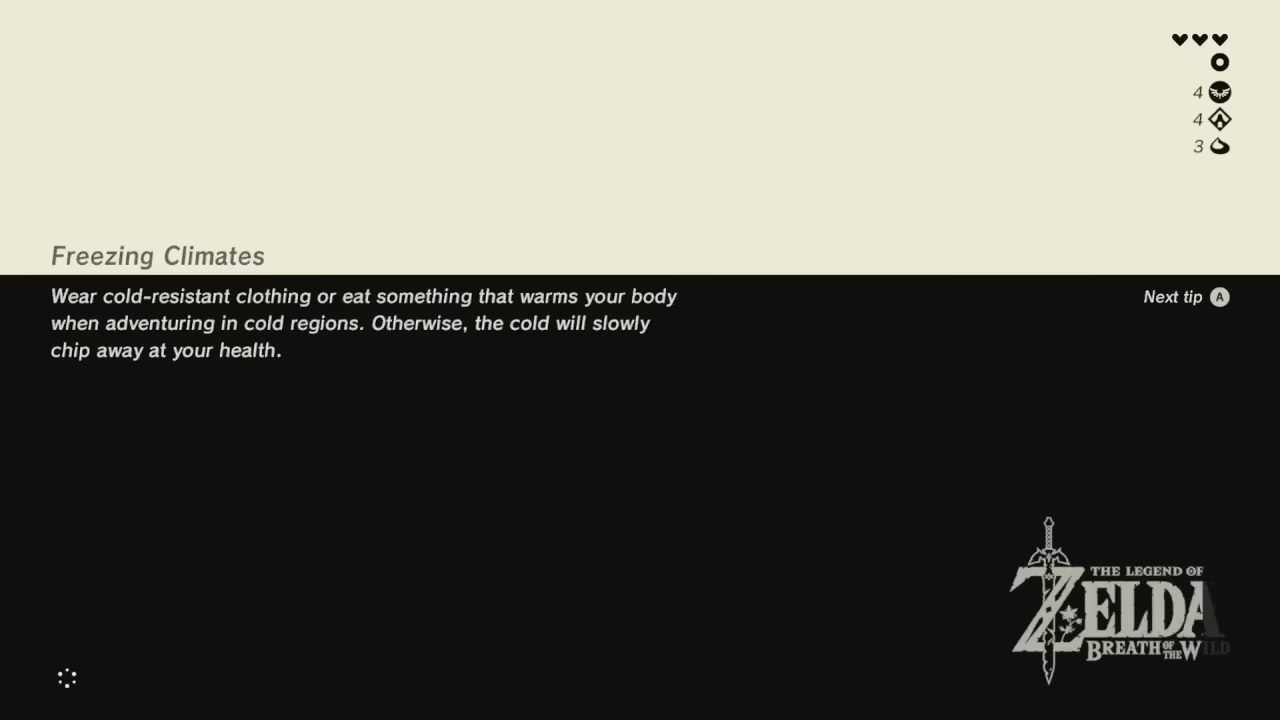 4
4
3
Freezing Climates
Wear cold-resistant clothing or eat something that warms your body
when adventuring in cold regions. Otherwise, the cold will slowly
chip away at your health.
Next tip A
THE LEGEND OF
ZELDA
BREATH OF THE WILD